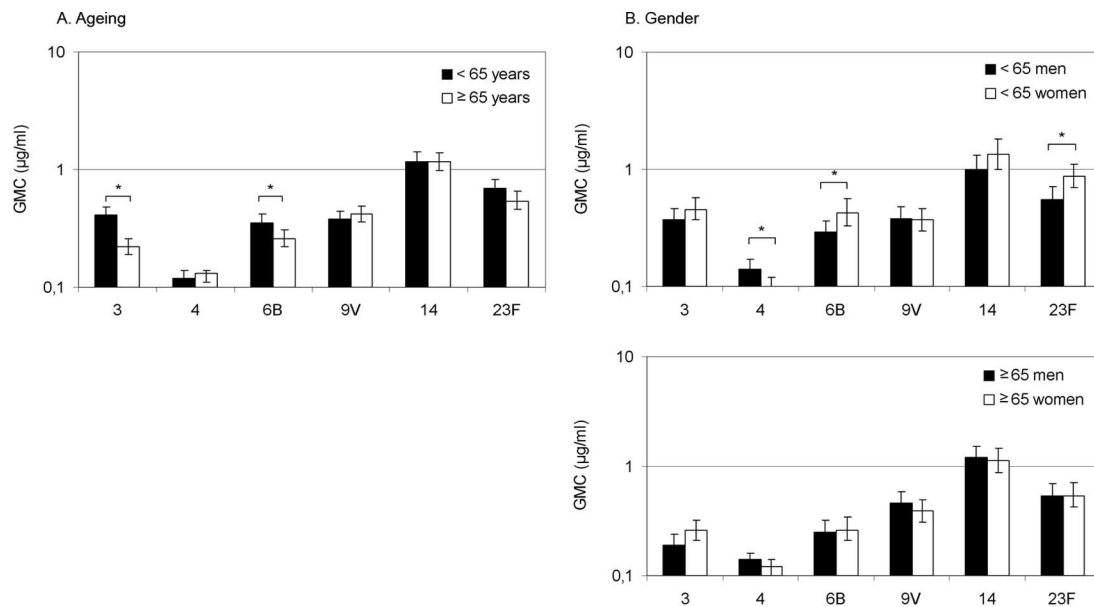 A. Ageing
10
1
0,1
GMC (µg/ml)
< 65 years
≥ 65 years
*
*
3 4 6B 9V 14 23F
B. Gender
10
1
0,1
GMC (µg/ml)
< 65 men
< 65 women
*
*
*
3 4 6B 9V 14 23F
10
1
0,1
GMC (µg/ml)
≥ 65 men
≥ 65 women
3 4 6B 9V 14 23F